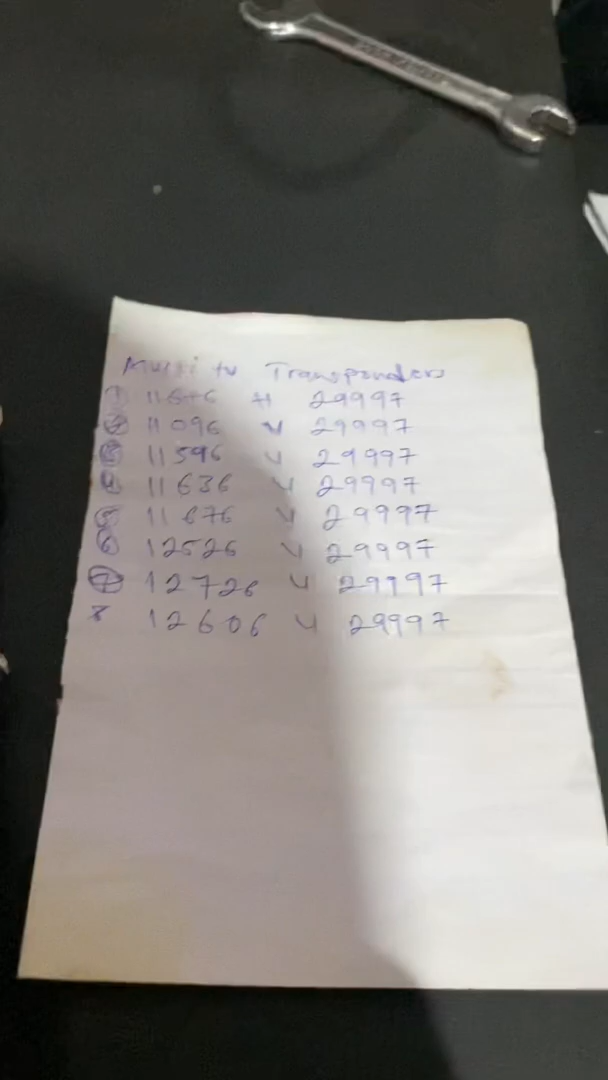 Multi tv Transponders
① 11676 H 29997
② 11096 V 29997
③ 11596 V 29997
④ 11636 V 29997
⑤ 11676 V 29997
⑥ 12526 V 29997
⑦ 12726 V 29997
8 12606 V 29997